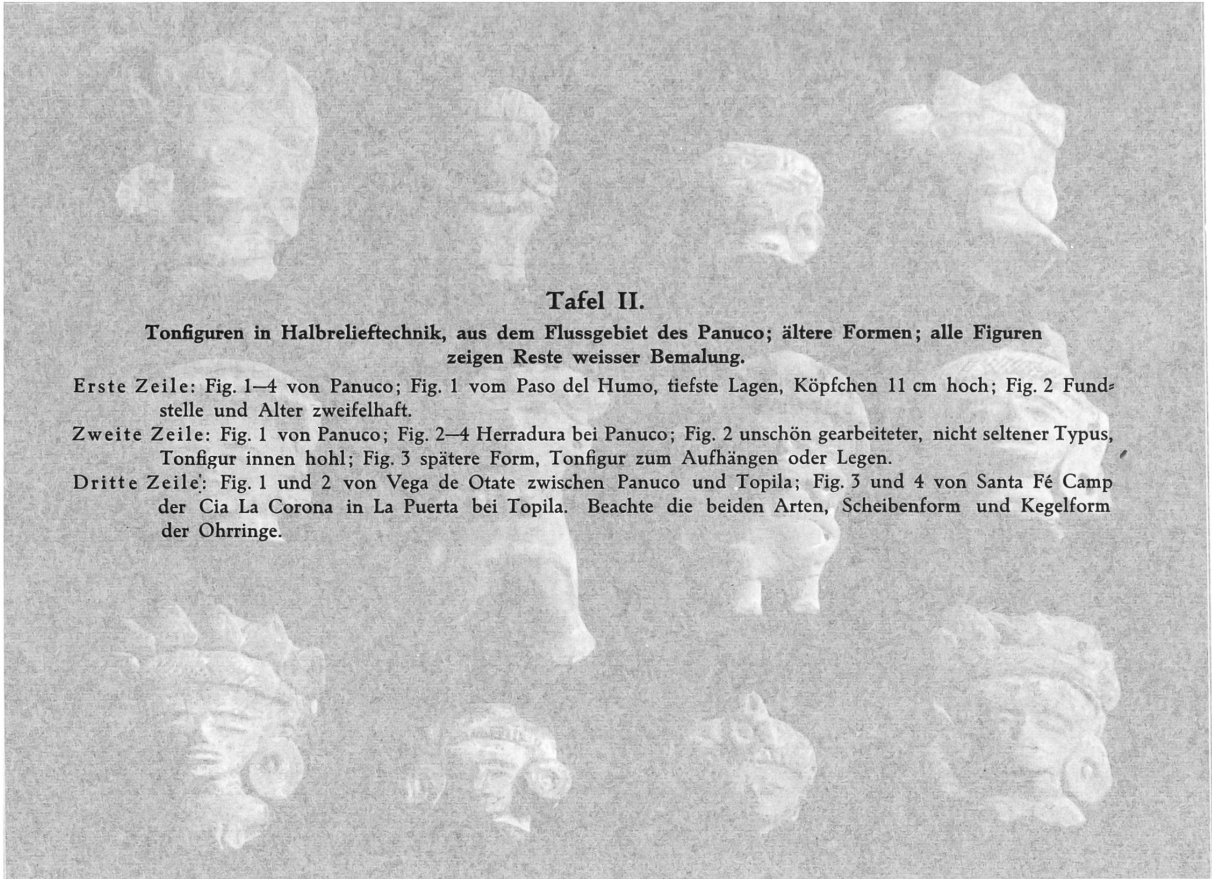 Tafel II.
Tonfiguren in Halbrelieftechnik, aus dem Flussgebiet des Panuco; ältere Formen; alle Figuren
zeigen Reste weisser Bemalung.
Erste Zeile: Fig. 1—4 von Panuco; Fig. 1 vom Paso del Humo, tiefste Lagen, Köpfchen 11 cm hoch; Fig. 2 Fund-
stelle und Alter zweifelhaft.
Zweite Zeile: Fig. 1 von Panuco; Fig. 2—4 Herradura bei Panuco; Fig. 2 unschön gearbeiteter, nicht seltener Typus,
Tonfigur innen hohl; Fig. 3 spätere Form, Tonfigur zum Aufhängen oder Legen.
Dritte Zeile: Fig. 1 und 2 von Vega de Otate zwischen Panuco und Topila; Fig. 3 und 4 von Santa Fé Camp
der Cia La Corona in La Puerta bei Topila. Beachte die beiden Arten, Scheibenform und Kegelform
der Ohrringe.